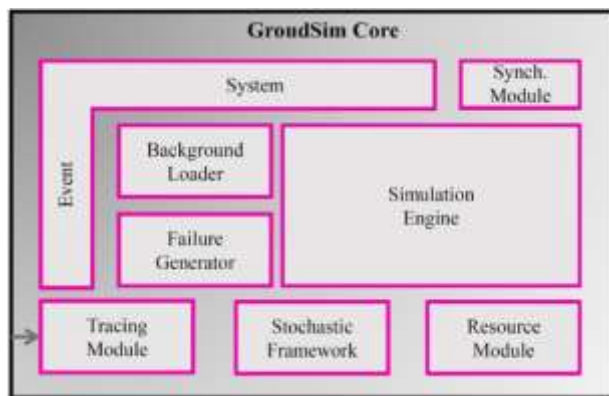 GroudSim Core
System
Synch.
Module
Event
Background
Loader
Simulation
Engine
Failure
Generator
Tracing
Module
Stochastic
Framework
Resource
Module